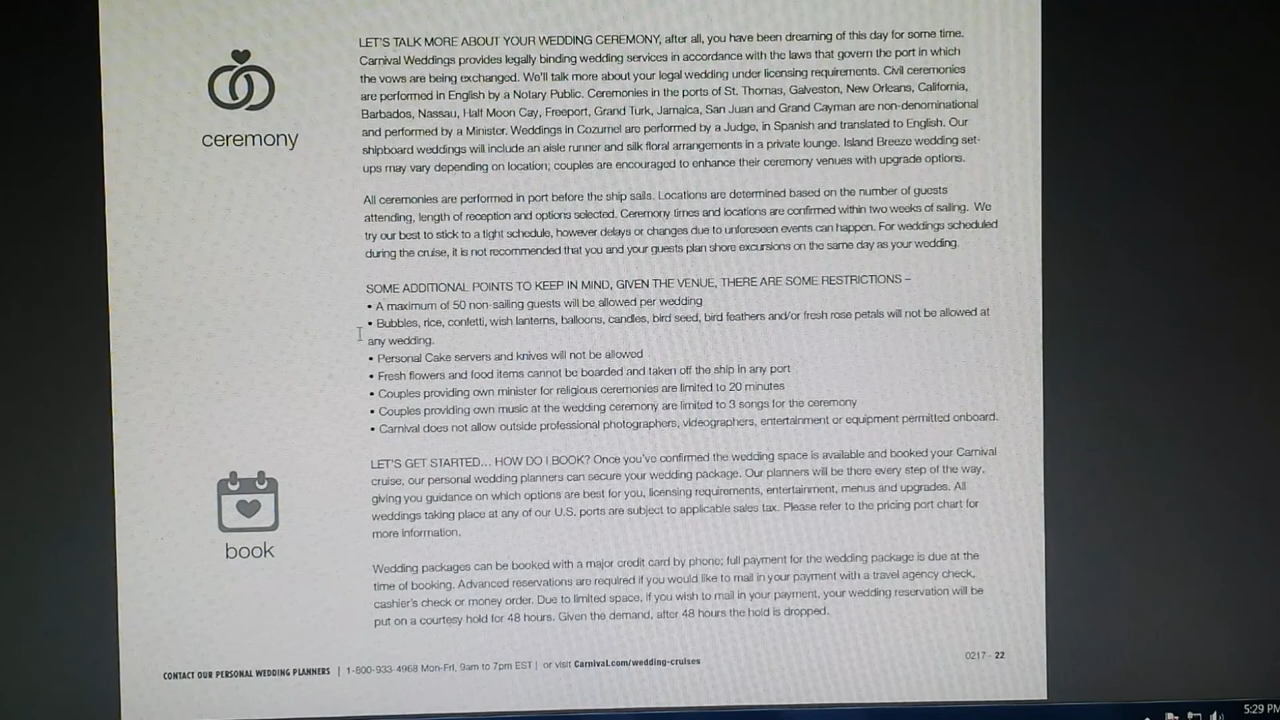 LET'S TALK MORE ABOUT YOUR WEDDING CEREMONY, after all, you have been dreaming of this day for some time.
Carnival Weddings provides legally binding wedding services in accordance with the laws that govern the port in which
the vows are being exchanged. We'll talk more about your legal wedding under licensing requirements. Civil ceremonies
are performed in English by a Notary Public. Ceremonies in the ports of St. Thomas, Galveston, New Orleans, California,
Barbados, Nassau, Half Moon Cay, Freeport, Grand Turk, Jamaica, San Juan and Grand Cayman are non-denominational
and performed by a Minister. Weddings in Cozumel are performed by a Judge, in Spanish and translated to English. Our
shipboard weddings will include an aisle runner and silk floral arrangements in a private lounge. Island Breeze wedding set-
ups may vary depending on location; couples are encouraged to enhance their ceremony venues with upgrade options.
ceremony
All ceremonies are performed in port before the ship sails. Locations are determined based on the number of guests
attending, length of reception and options selected. Ceremony times and locations are confirmed within two weeks of sailing. We
try our best to stick to a tight schedule, however delays or changes due to unforeseen events can happen. For weddings scheduled
during the cruise, it is not recommended that you and your guests plan shore excursions on the same day as your wedding.
SOME ADDITIONAL POINTS TO KEEP IN MIND, GIVEN THE VENUE, THERE ARE SOME RESTRICTIONS –
• A maximum of 50 non-sailing guests will be allowed per wedding
• Bubbles, rice, confetti, wish lanterns, balloons, candles, bird seed, bird feathers and/or fresh rose petals will not be allowed at
any wedding.
• Personal Cake servers and knives will not be allowed
• Fresh flowers and food items cannot be boarded and taken off the ship in any port
• Couples providing own minister for religious ceremonies are limited to 20 minutes
• Couples providing own music at the wedding ceremony are limited to 3 songs for the ceremony
• Carnival does not allow outside professional photographers, videographers, entertainment or equipment permitted onboard.
LET'S GET STARTED... HOW DO I BOOK? Once you've confirmed the wedding space is available and booked your Carnival
cruise, our personal wedding planners can secure your wedding package. Our planners will be there every step of the way,
giving you guidance on which options are best for you, licensing requirements, entertainment, menus and upgrades. All
weddings taking place at any of our U.S. ports are subject to applicable sales tax. Please refer to the pricing port chart for
more information.
book
Wedding packages can be booked with a major credit card by phone; full payment for the wedding package is due at the
time of booking. Advanced reservations are required if you would like to mail in your payment with a travel agency check,
cashier's check or money order. Due to limited space, if you wish to mail in your payment, your wedding reservation will be
put on a courtesy hold for 48 hours. Given the demand, after 48 hours the hold is dropped.
CONTACT OUR PERSONAL WEDDING PLANNERS | 1-800-933-4968 Mon-Fri, 9am to 7pm EST | or visit Carnival.com/wedding-cruises
0217 - 22
5:29 PM